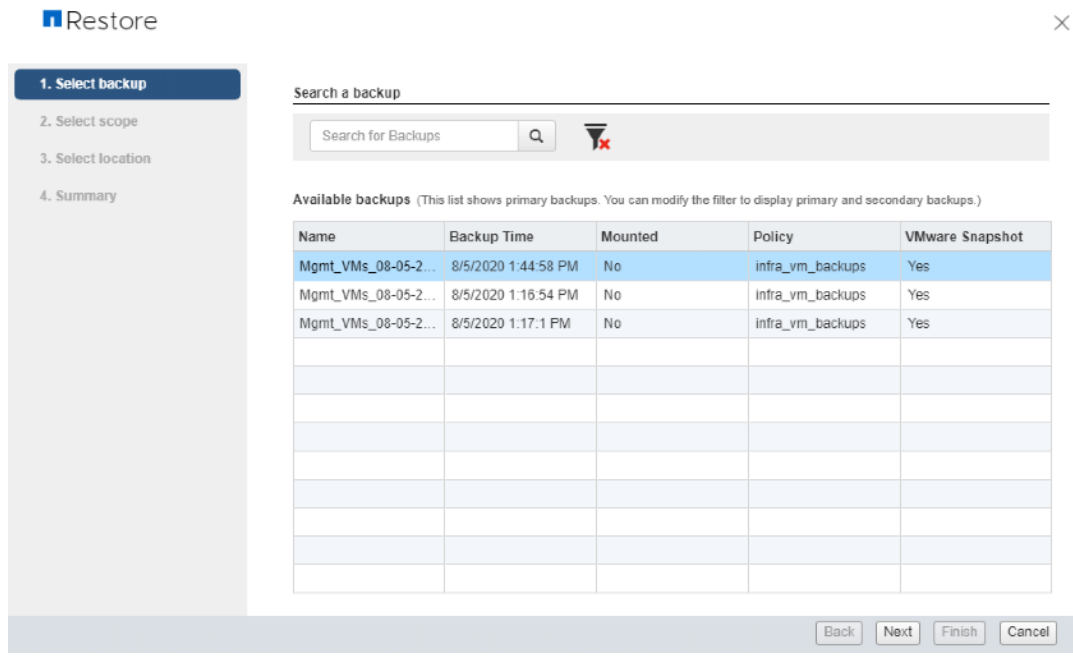 Restore
1. Select backup
2. Select scope
3. Select location
4. Summary
Search a backup
Search for Backups
Available backups (This list shows primary backups. You can modify the filter to display primary and secondary backups.)
Name Backup Time Mounted Policy VMware Snapshot
Mgmt_VMs_08-05-2... 8/5/2020 1:44:58 PM No infra_vm_backups Yes
Mgmt_VMs_08-05-2... 8/5/2020 1:16:54 PM No infra_vm_backups Yes
Mgmt_VMs_08-05-2... 8/5/2020 1:17:1 PM No infra_vm_backups Yes
Back Next Finish Cancel